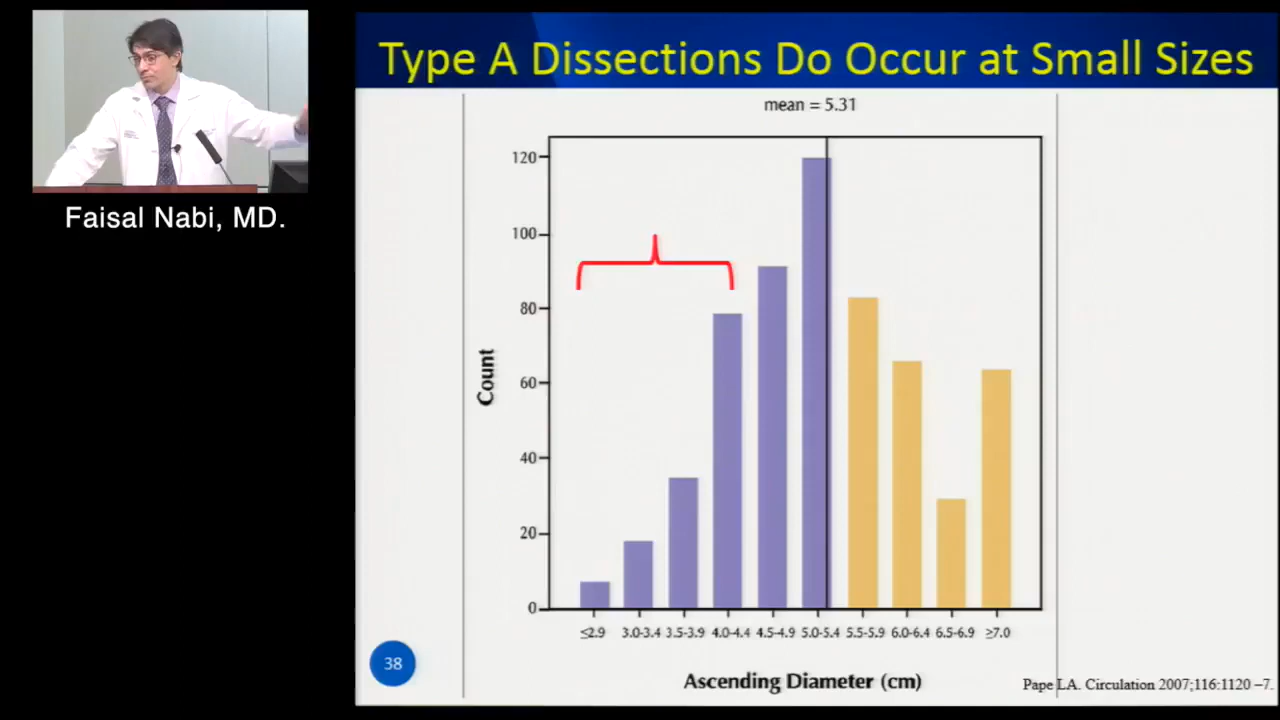 Type A Dissections Do Occur at Small Sizes
Faisal Nabi, MD.
mean = 5.31
120
100
80
60
40
20
0
Count
≤2.9 3.0-3.4 3.5-3.9 4.0-4.4 4.5-4.9 5.0-5.4 5.5-5.9 6.0-6.4 6.5-6.9 ≥7.0
Ascending Diameter (cm)
38
Pape LA. Circulation 2007;116:1120 –7.